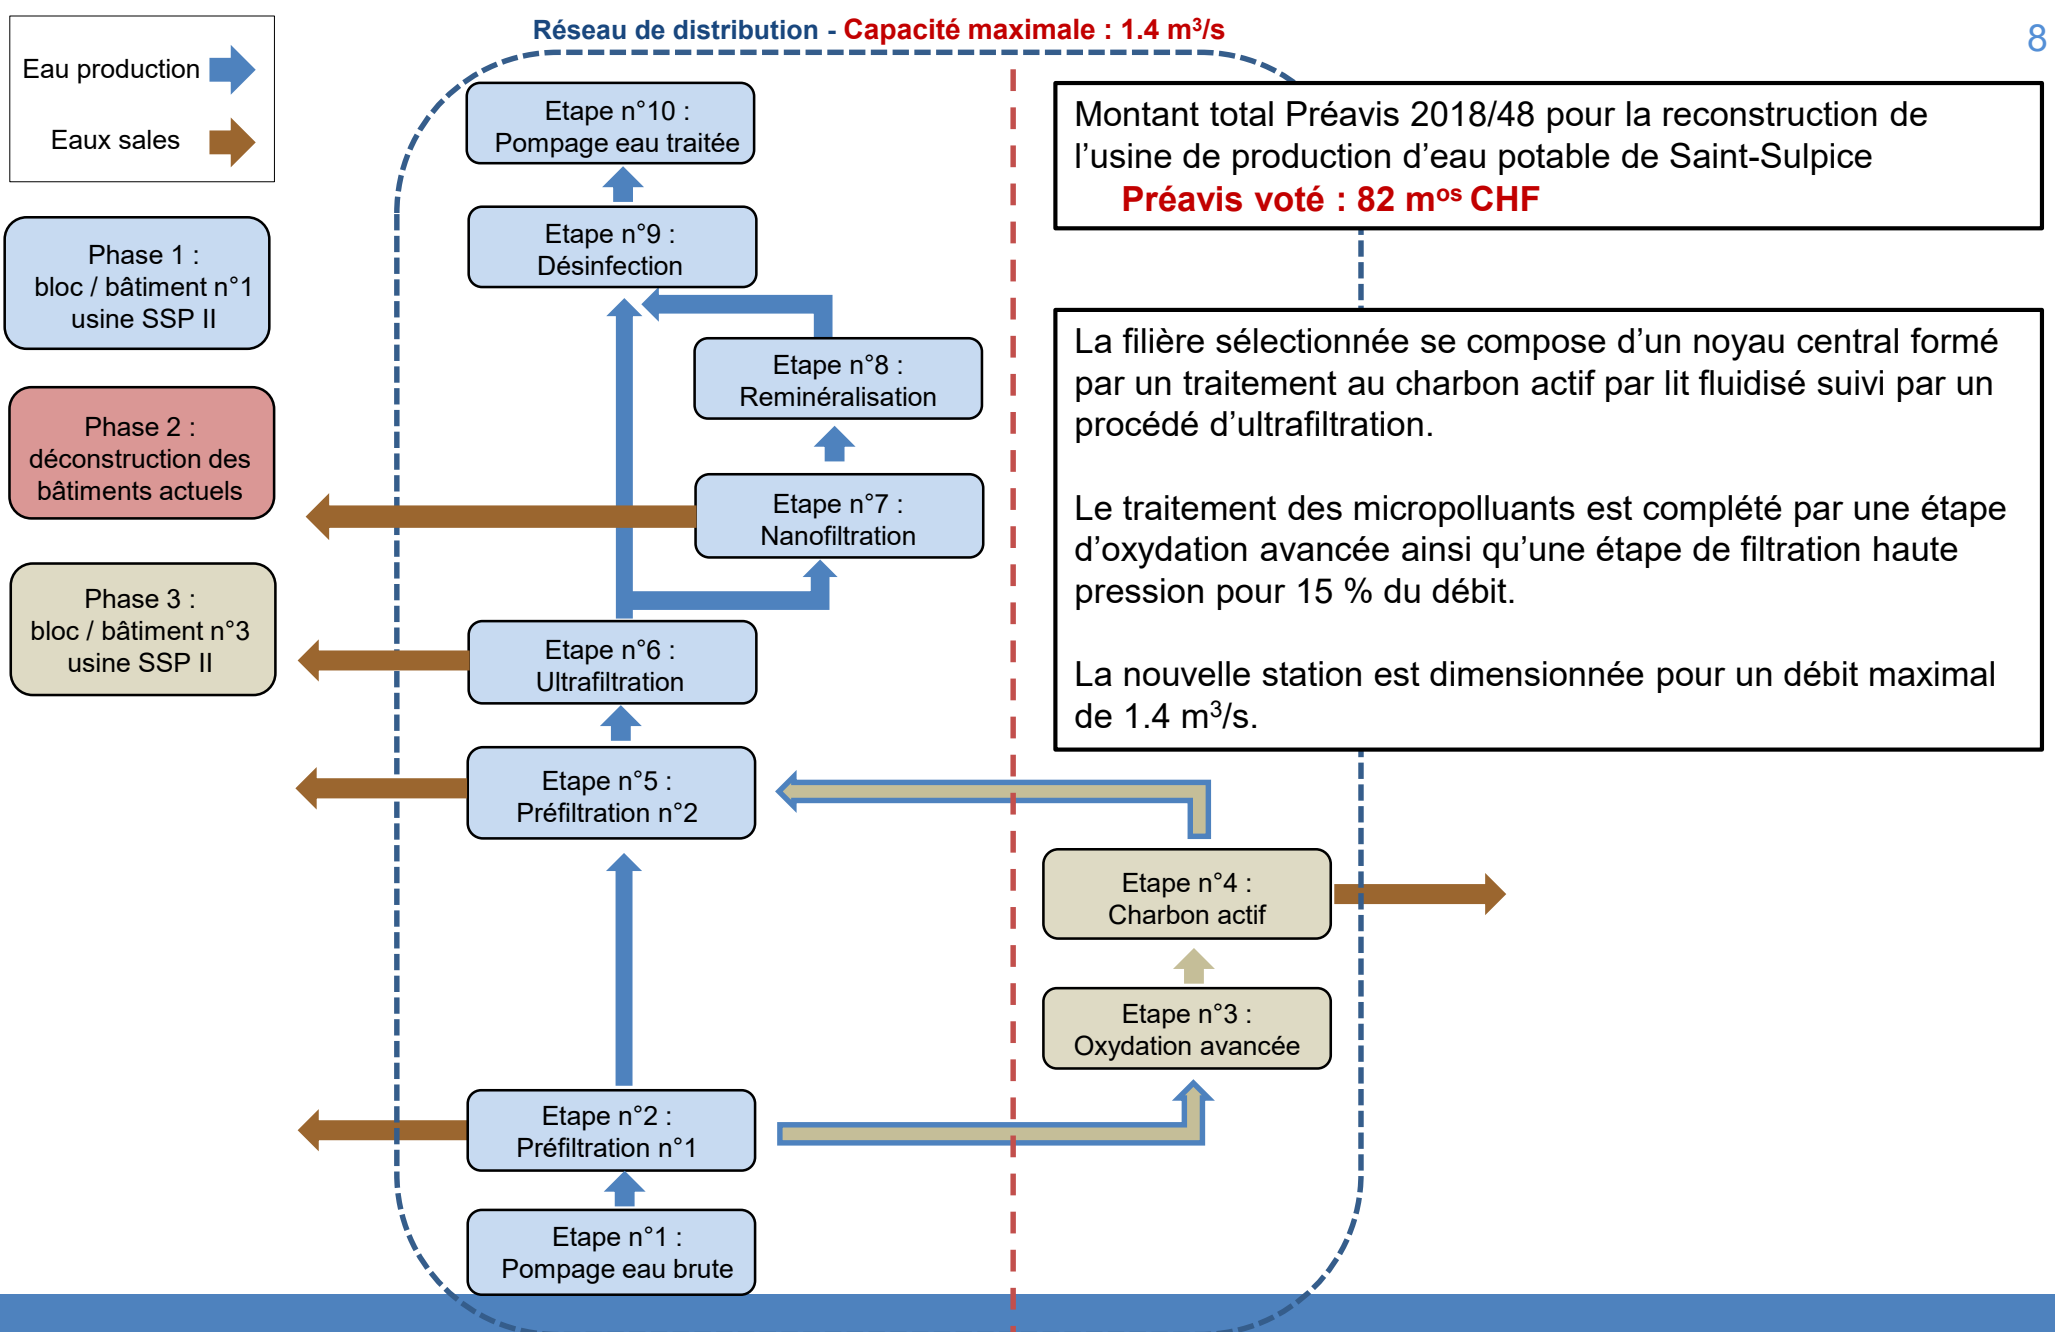 Réseau de distribution - Capacité maximale : 1.4 m³/s
8
Eau production
Eaux sales
Phase 1 :
bloc / bâtiment n°1
usine SSP II
Phase 2 :
déconstruction des
bâtiments actuels
Phase 3 :
bloc / bâtiment n°3
usine SSP II
Etape n°10 :
Pompage eau traitée
Etape n°9 :
Désinfection
Etape n°8 :
Reminéralisation
Etape n°7 :
Nanofiltration
Etape n°6 :
Ultrafiltration
Etape n°5 :
Préfiltration n°2
Etape n°4 :
Charbon actif
Etape n°3 :
Oxydation avancée
Etape n°2 :
Préfiltration n°1
Etape n°1 :
Pompage eau brute
Montant total Préavis 2018/48 pour la reconstruction de
l’usine de production d’eau potable de Saint-Sulpice
Préavis voté : 82 mᵒˢ CHF
La filière sélectionnée se compose d’un noyau central formé
par un traitement au charbon actif par lit fluidisé suivi par un
procédé d’ultrafiltration.
Le traitement des micropolluants est complété par une étape
d’oxydation avancée ainsi qu’une étape de filtration haute
pression pour 15 % du débit.
La nouvelle station est dimensionnée pour un débit maximal
de 1.4 m³/s.